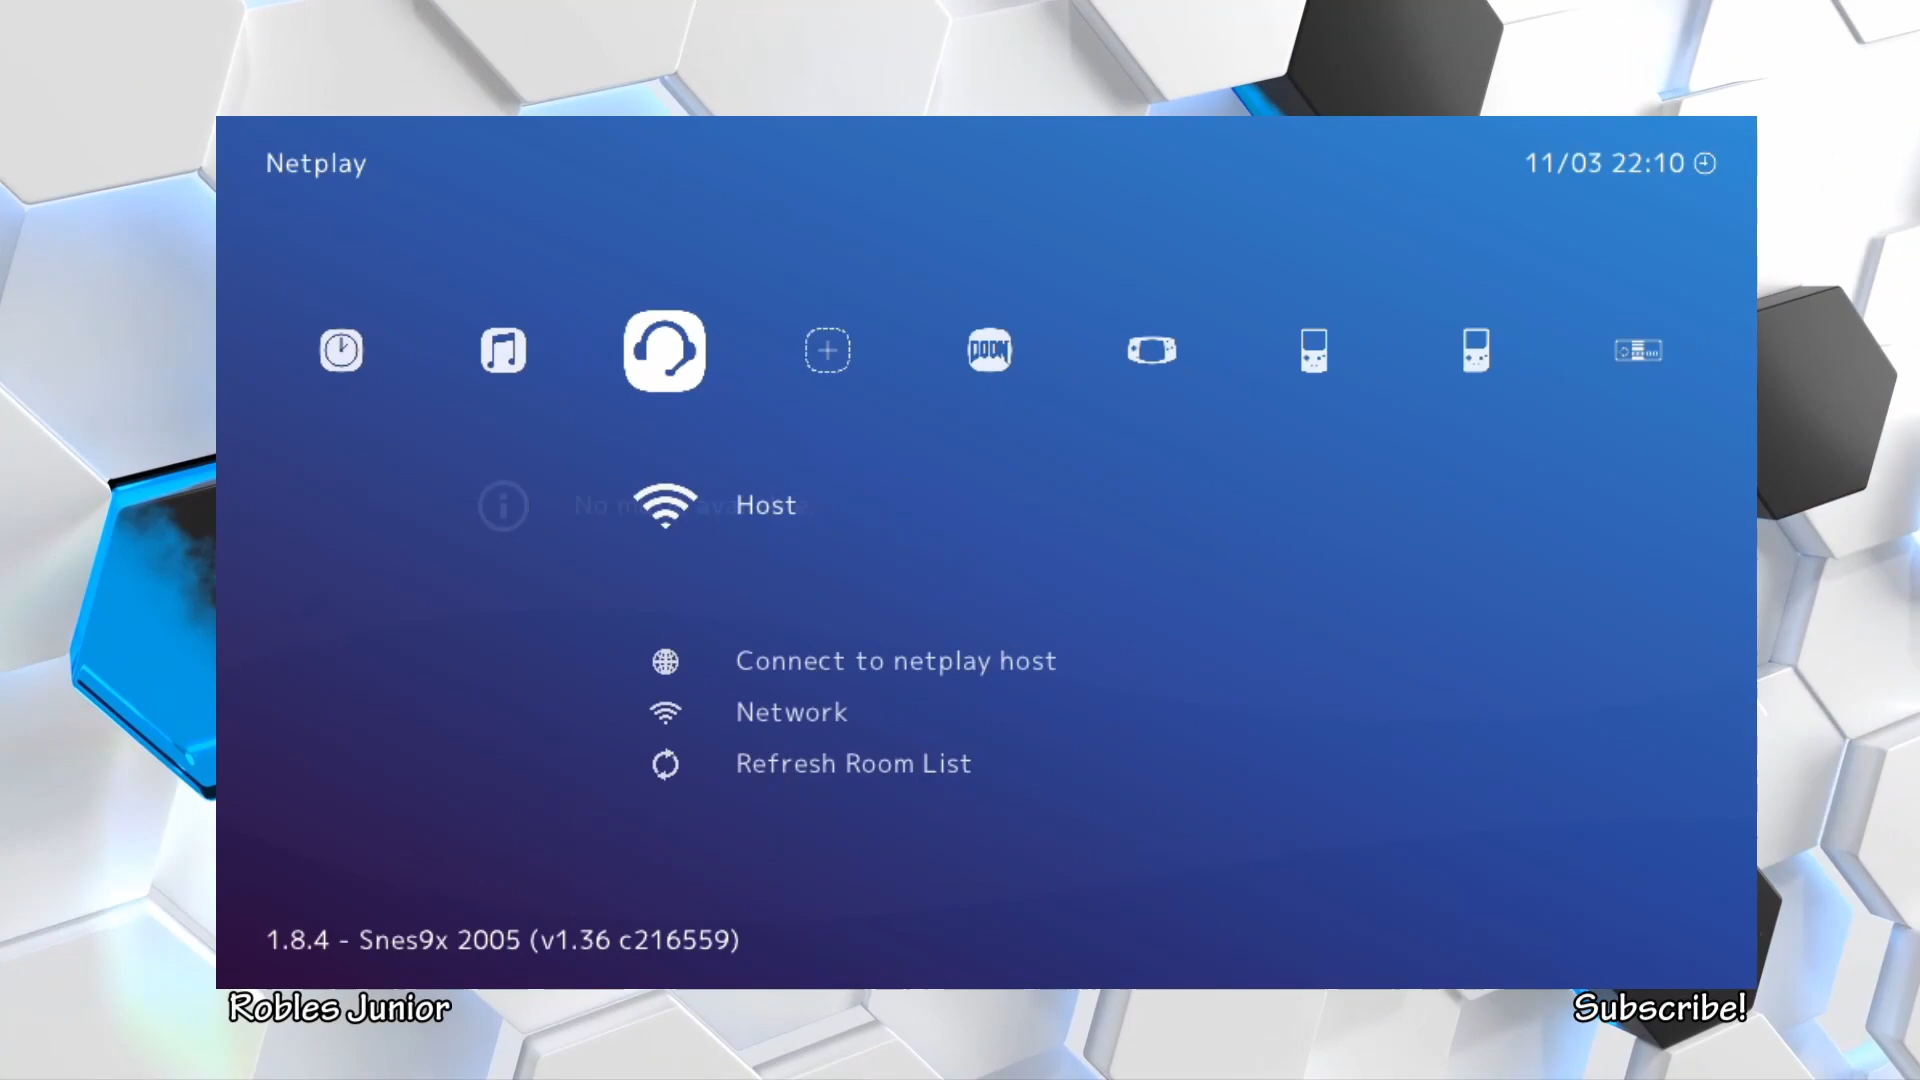 Netplay
11/03 22:10
DOOM
Host
Connect to netplay host
Network
Refresh Room List
1.8.4 - Snes9x 2005 (v1.36 c216559)
Robles Junior
Subscribe!